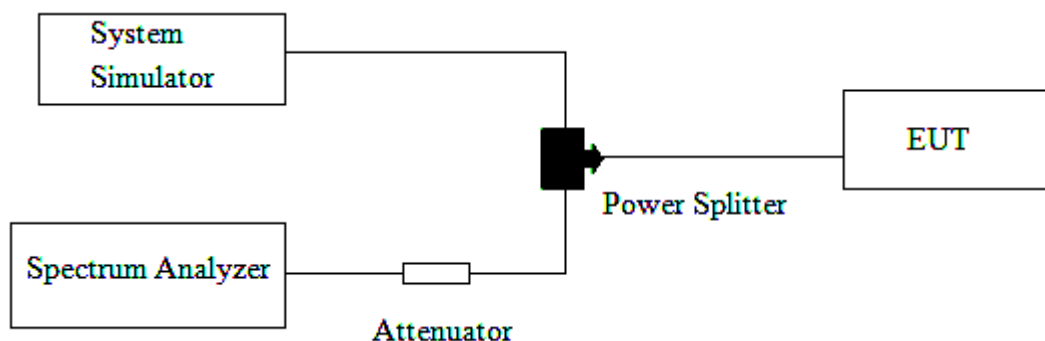 System
Simulator
EUT
Power Splitter
Spectrum Analyzer
Attenuator